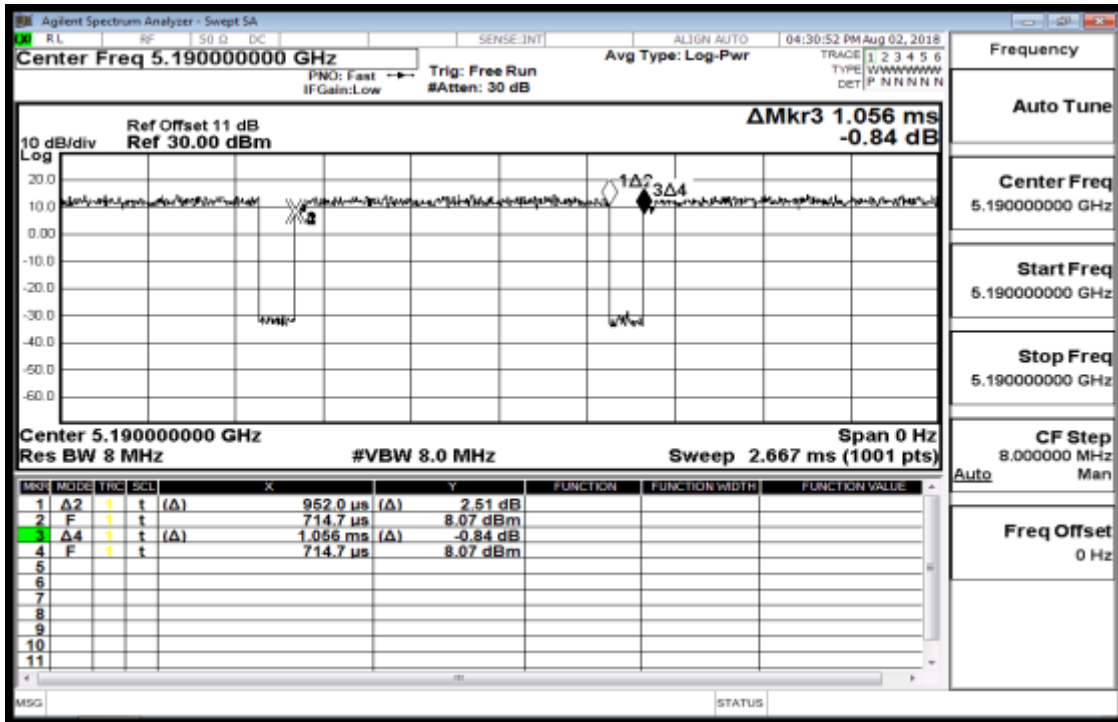 Agilent Spectrum Analyzer - Swept SA
RL RF 50 Ω DC SENSE:INT ALIGN AUTO 04:30:52 PM Aug 02, 2018
Center Freq 5.190000000 GHz
PNO: Fast
IFGain:Low
Trig: Free Run
#Atten: 30 dB
Avg Type: Log-Pwr
TRACE 1 2 3 4 5 6
TYPE WWWWWW
DET P N N N N N
ΔMkr3 1.056 ms
-0.84 dB
Ref Offset 11 dB
10 dB/div Ref 30.00 dBm
Log
20.0
10.0
0.00
-10.0
-20.0
-30.0
-40.0
-50.0
-60.0
1Δ2
3Δ4
Center 5.190000000 GHz Span 0 Hz
Res BW 8 MHz #VBW 8.0 MHz Sweep 2.667 ms (1001 pts)
MKR MODE TRC SCL X Y FUNCTION FUNCTION WIDTH FUNCTION VALUE
1 Δ2 1 t (Δ) 952.0 µs (Δ) 2.51 dB
2 F 1 t 714.7 µs 8.07 dBm
3 Δ4 1 t (Δ) 1.056 ms (Δ) -0.84 dB
4 F 1 t 714.7 µs 8.07 dBm
5
6
7
8
9
10
11
MSG STATUS
Frequency
Auto Tune
Center Freq
5.190000000 GHz
Start Freq
5.190000000 GHz
Stop Freq
5.190000000 GHz
CF Step
8.000000 MHz
Auto Man
Freq Offset
0 Hz